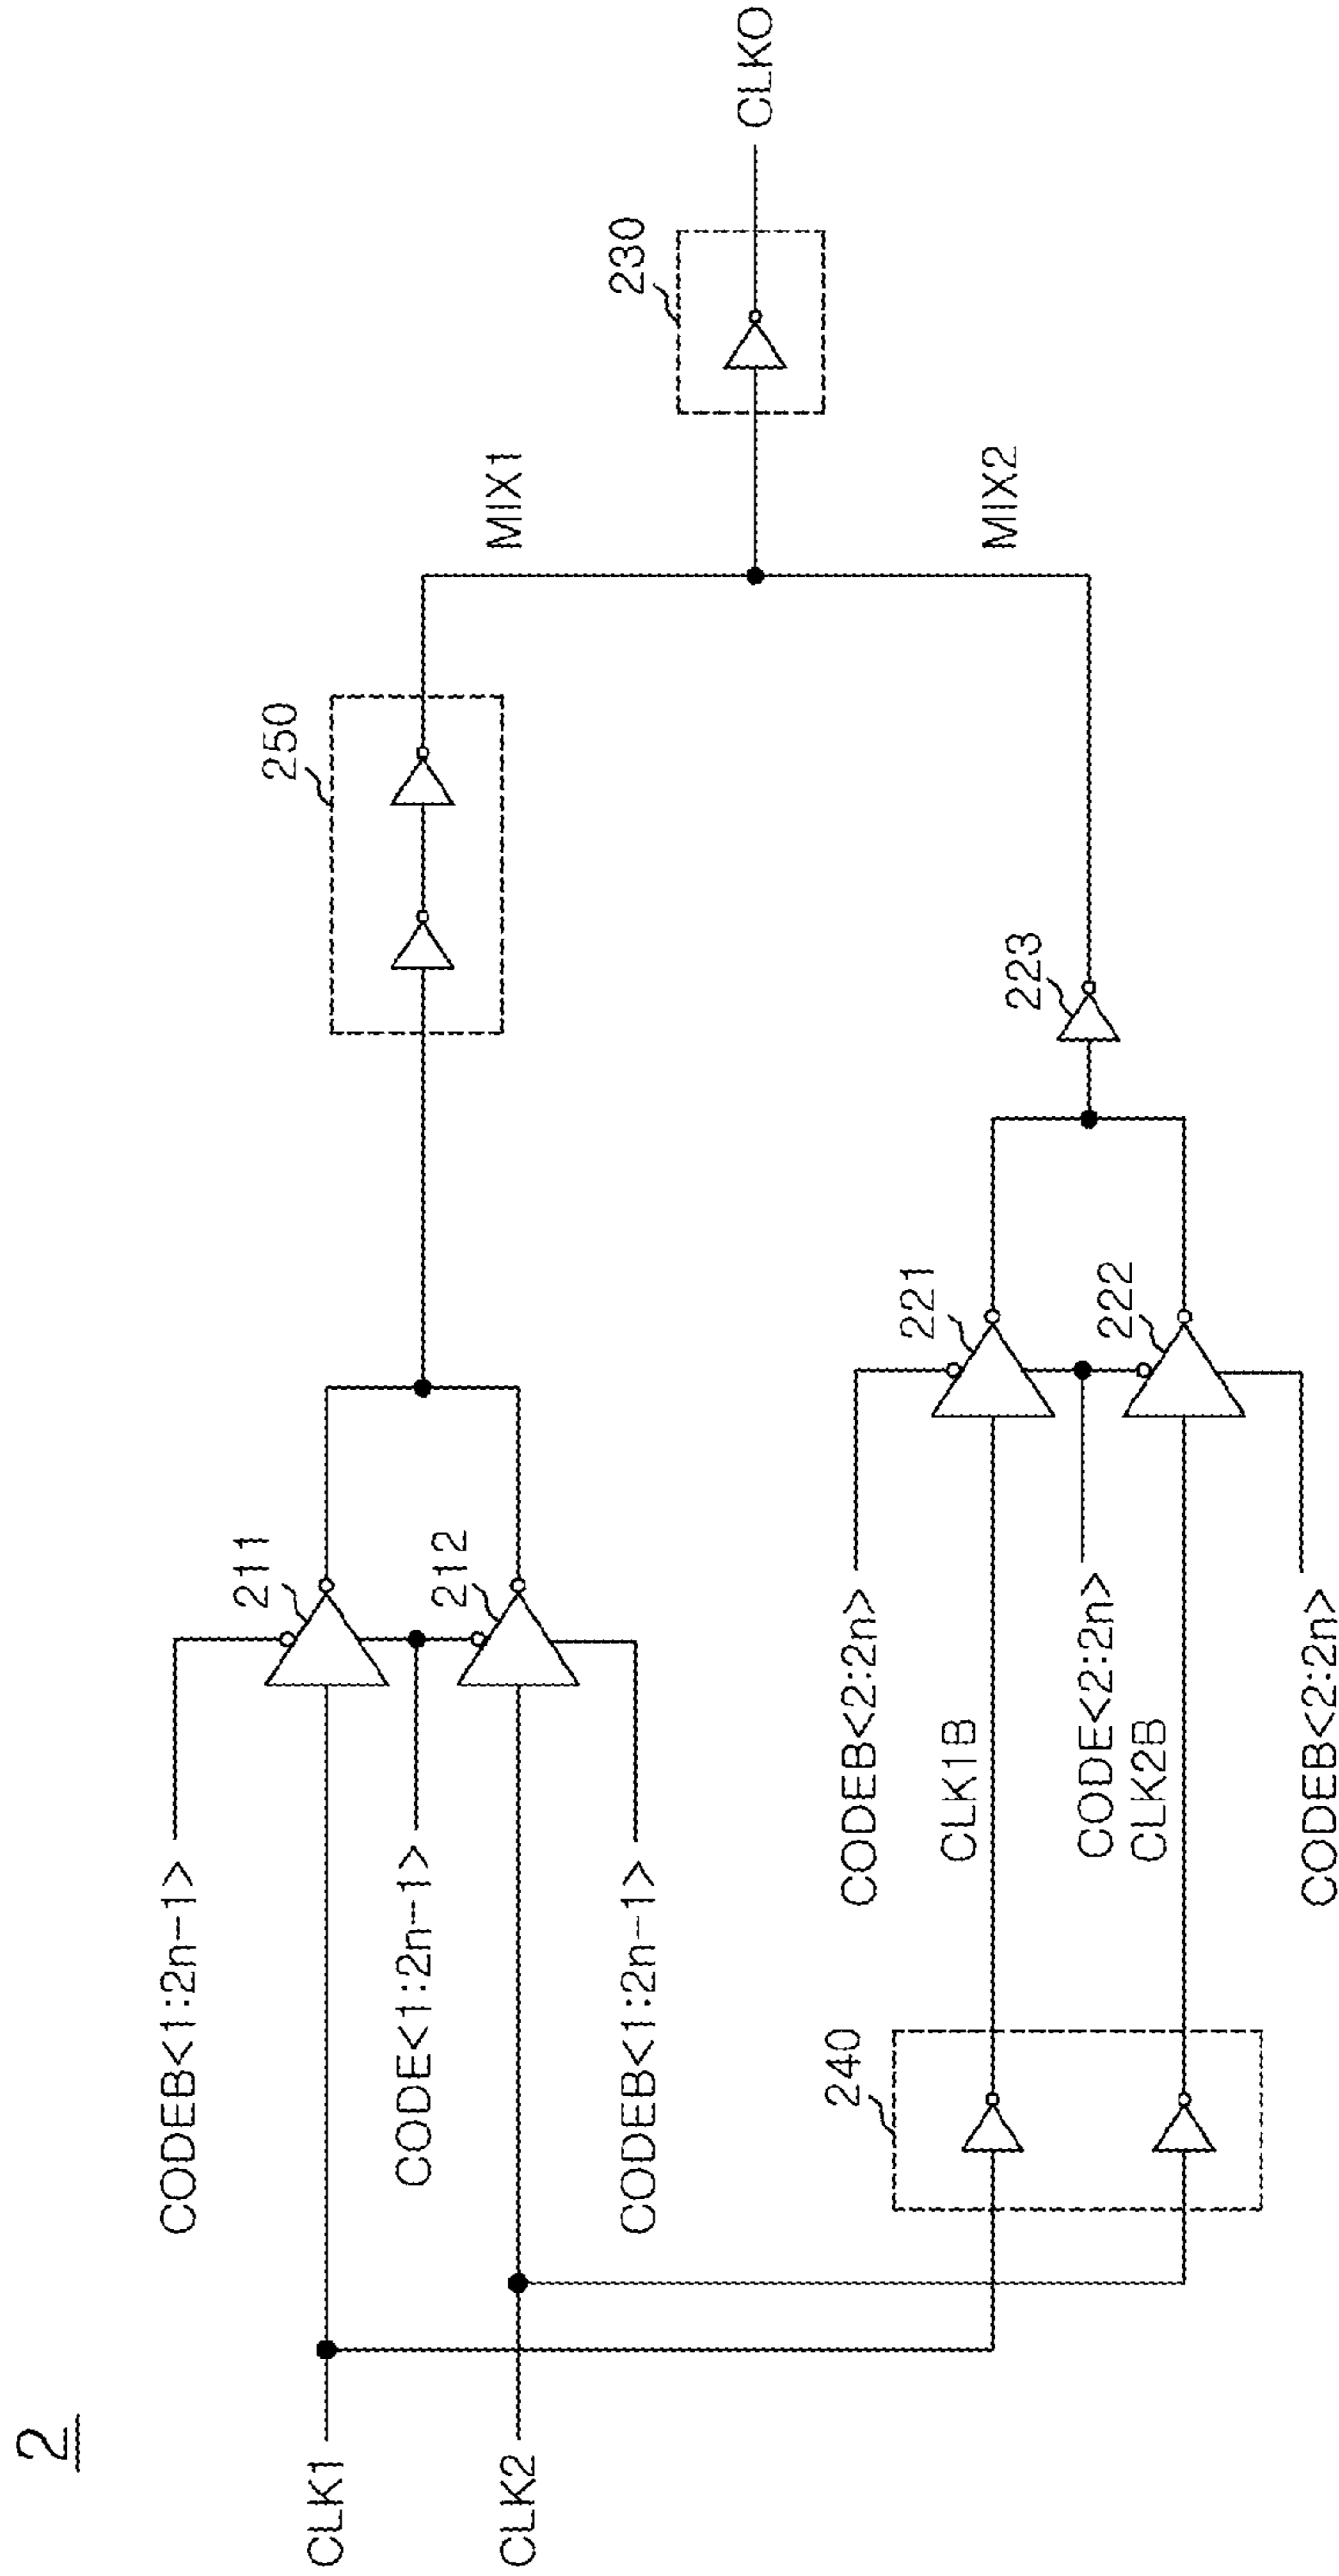 2
CLK1
CLK2
CODEB<1:2n-1>
211
CODE<1:2n-1>
212
CODEB<1:2n-1>
250
MIX1
230
CLKO
MIX2
240
CLK1B
CLK2B
CODEB<2:2n>
221
CODE<2:2n>
222
CODEB<2:2n>
223